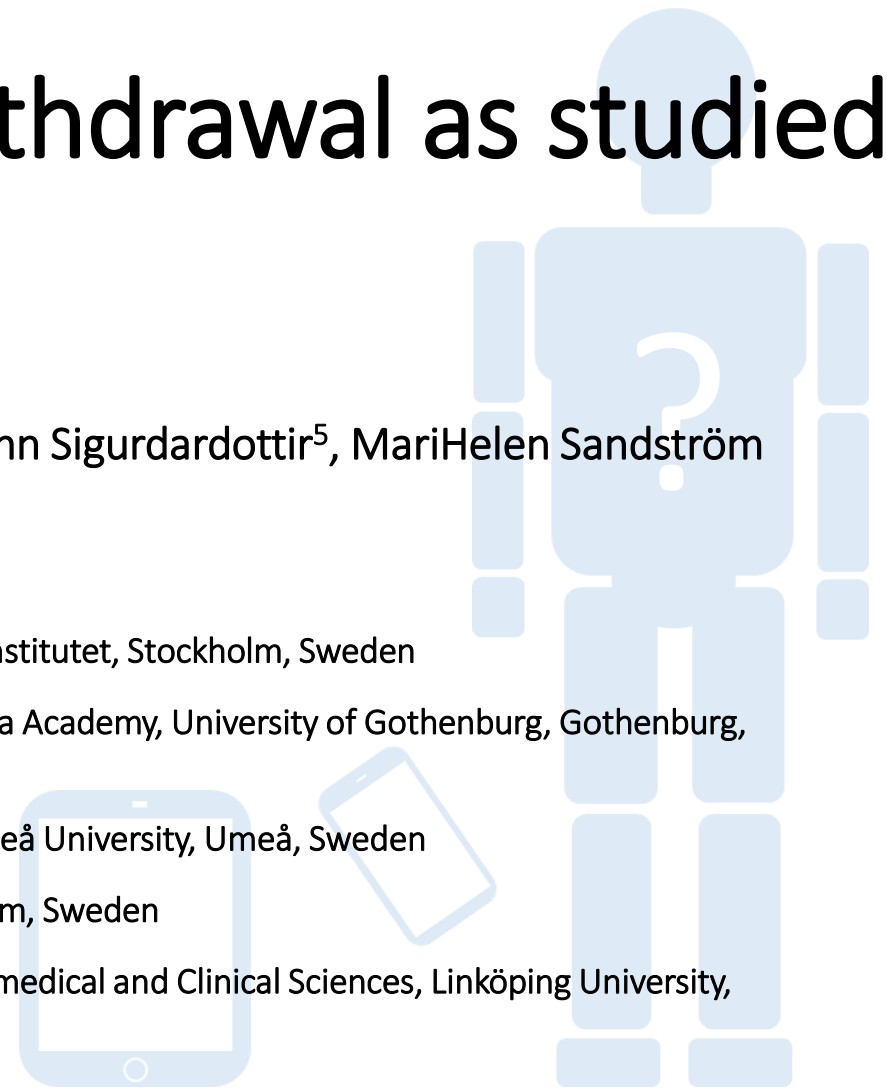 thdrawal as studied
nn Sigurdardottir⁵, MariHelen Sandström
?
nstitutet, Stockholm, Sweden
a Academy, University of Gothenburg, Gothenburg,
eå University, Umeå, Sweden
m, Sweden
medical and Clinical Sciences, Linköping University,